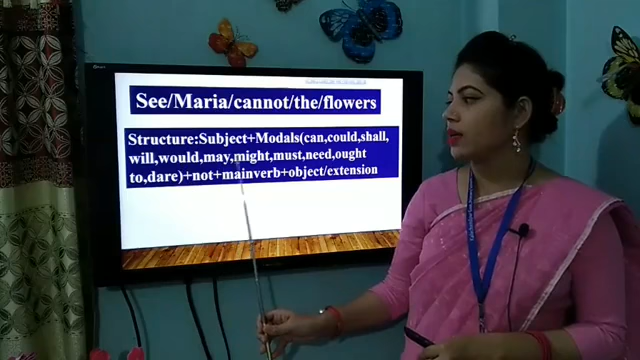 See/Maria/cannot/the/flowers
Structure:Subject+Modals(can,could,shall,
will,would,may,might,must,need,ought
to,dare)+not+mainverb+object/extension